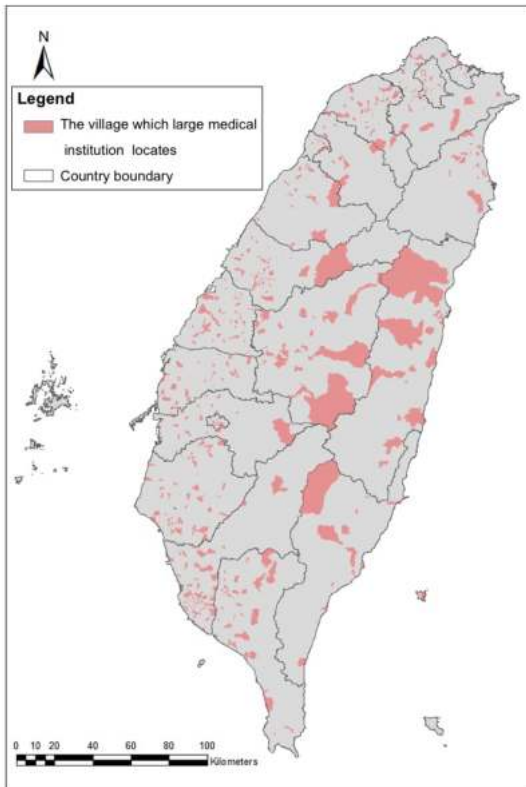 N
Legend
The village which large medical
institution locates
Country boundary
0 10 20 40 60 80 100
Kilometers